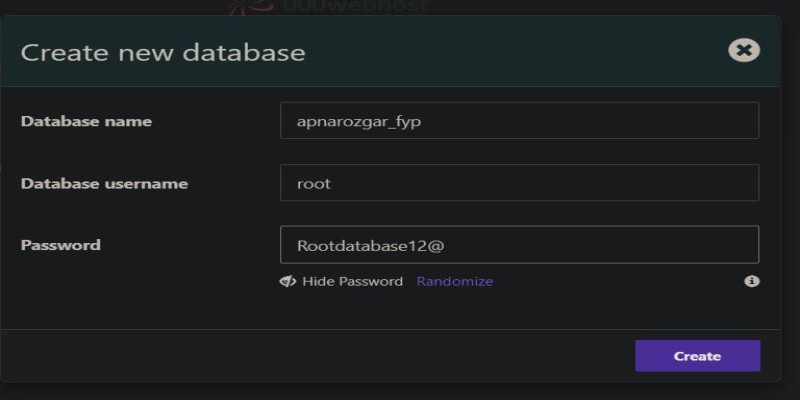 000webhost
Create new database
Database name
apnarozgar_fyp
Database username
root
Password
Rootdatabase12@
Hide Password Randomize
Create